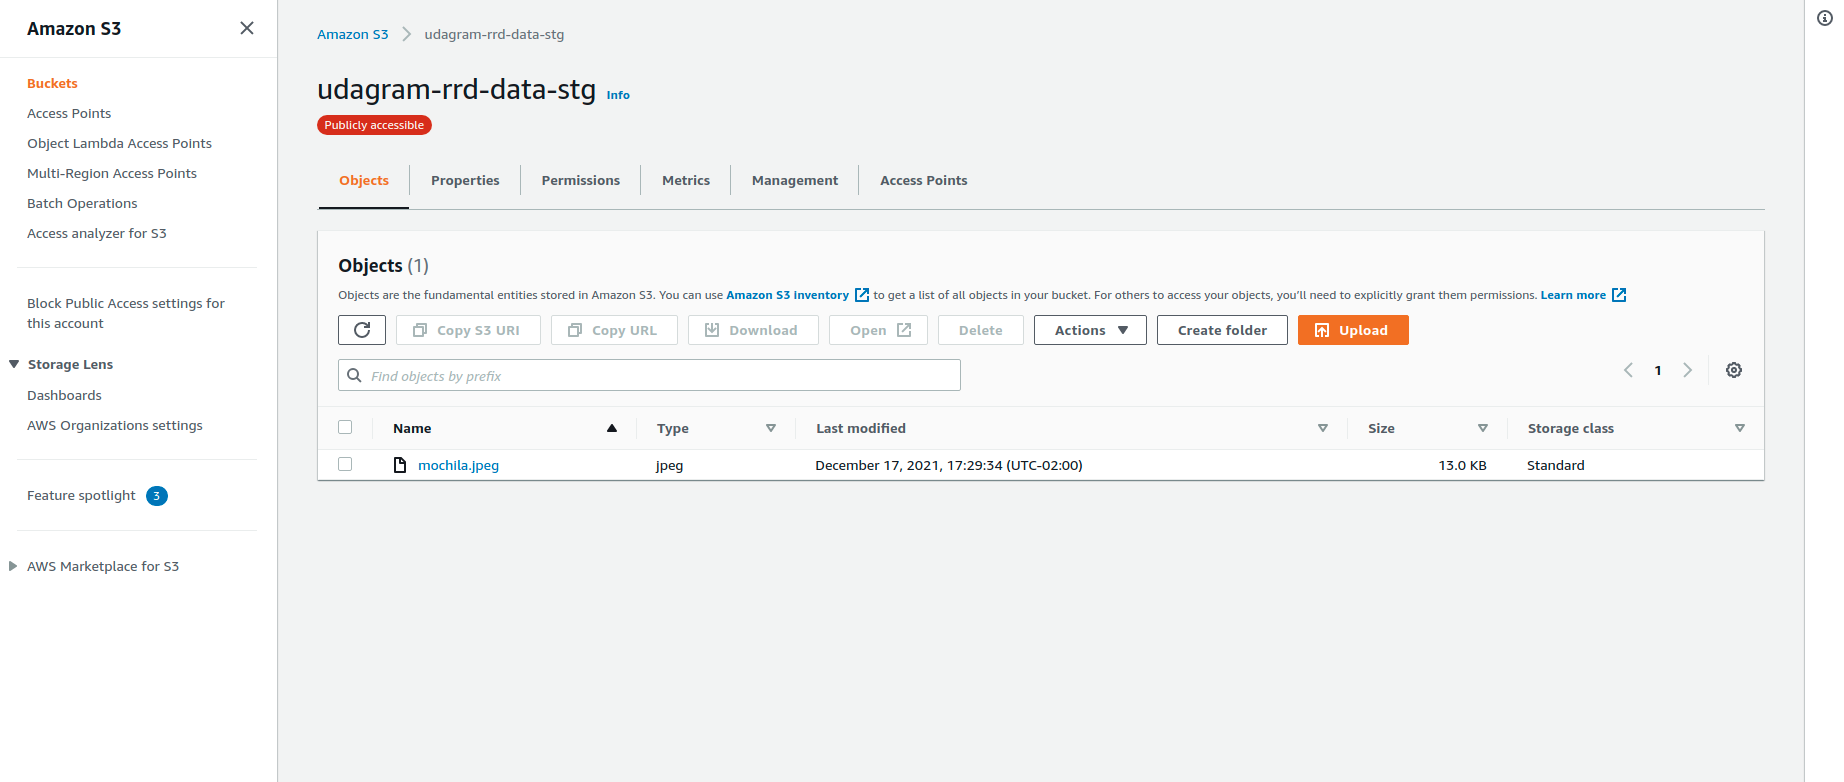 Amazon S3
Buckets
Access Points
Object Lambda Access Points
Multi-Region Access Points
Batch Operations
Access analyzer for S3
Block Public Access settings for
this account
Storage Lens
Dashboards
AWS Organizations settings
Feature spotlight 3
AWS Marketplace for S3
Amazon S3 udagram-rrd-data-stg
udagram-rrd-data-stg Info
Publicly accessible
Objects Properties Permissions Metrics Management Access Points
Objects (1)
Objects are the fundamental entities stored in Amazon S3. You can use Amazon S3 inventory to get a list of all objects in your bucket. For others to access your objects, you'll need to explicitly grant them permissions. Learn more
Copy S3 URI Copy URL Download Open Delete Actions Create folder Upload
Find objects by prefix
1
Name Type Last modified Size Storage class
mochila.jpeg jpeg December 17, 2021, 17:29:34 (UTC-02:00) 13.0 KB Standard